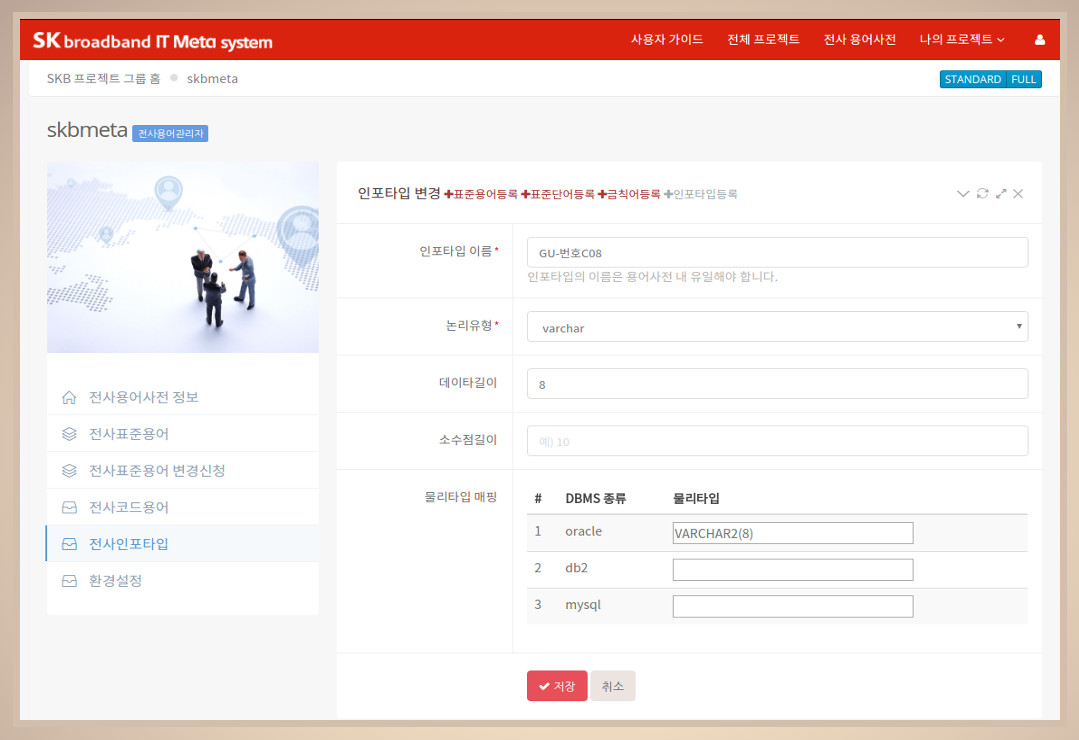 SK broadband IT Meta system
사용자 가이드 전체 프로젝트 전사 용어사전 나의 프로젝트
SKB 프로젝트 그룹 홈 skbmeta
STANDARD FULL
skbmeta 전사용어관리자
전사용어사전 정보
전사표준용어
전사표준용어 변경신청
전사코드용어
전사인포타입
환경설정
인포타입 변경 표준용어등록 표준단어등록 금칙어등록 인포타입등록
인포타입 이름* GU-번호C08
인포타입의 이름은 용어사전 내 유일해야 합니다.
논리유형* varchar
데이타길이 8
소수점길이 예) 10
물리타입 매핑
# DBMS 종류 물리타입
1 oracle VARCHAR2(8)
2 db2
3 mysql
저장 취소